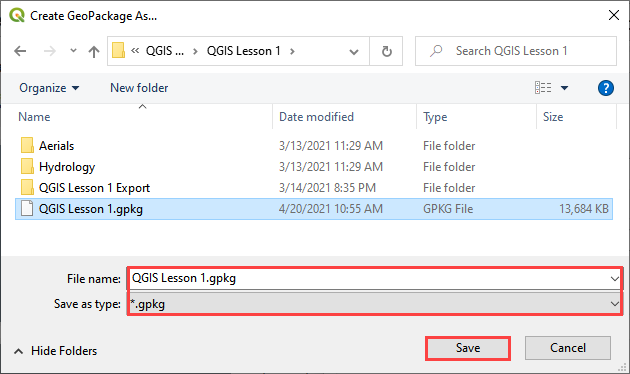 Create GeoPackage As...
« QGIS ... > QGIS Lesson 1 > Search QGIS Lesson 1
Organize New folder ?
Name Date modified Type Size
Aerials 3/13/2021 11:29 AM File folder
Hydrology 3/13/2021 11:29 AM File folder
QGIS Lesson 1 Export 3/14/2021 8:35 PM File folder
QGIS Lesson 1.gpkg 4/20/2021 10:55 AM GPKG File 13,684 KB
File name: QGIS Lesson 1.gpkg
Save as type: *.gpkg
Hide Folders Save Cancel